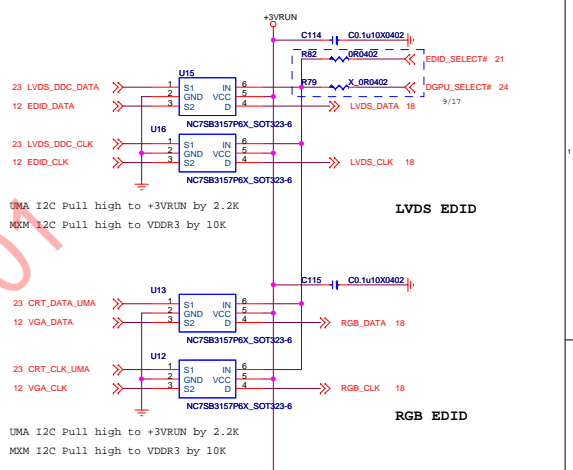 +3VRUN
C114 C0.1u10X0402
R82 0R0402 EDID_SELECT# 21
R79 X_0R0402 DGPU_SELECT# 24
9/17
U15
23 LVDS_DDC_DATA 1 S1 IN 6
2 GND VCC 5
12 EDID_DATA 3 S2 D 4 LVDS_DATA 18
NC7SB3157P6X_SOT323-6
U16
23 LVDS_DDC_CLK 1 S1 IN 6
2 GND VCC 5
12 EDID_CLK 3 S2 D 4 LVDS_CLK 18
NC7SB3157P6X_SOT323-6
UMA I2C Pull high to +3VRUN by 2.2K
MXM I2C Pull high to VDDR3 by 10K
LVDS EDID
1
01
C115 C0.1u10X0402
U13
23 CRT_DATA_UMA 1 S1 IN 6
2 GND VCC 5
12 VGA_DATA 3 S2 D 4 RGB_DATA 18
NC7SB3157P6X_SOT323-6
U12
23 CRT_CLK_UMA 1 S1 IN 6
2 GND VCC 5
12 VGA_CLK 3 S2 D 4 RGB_CLK 18
NC7SB3157P6X_SOT323-6
RGB EDID
UMA I2C Pull high to +3VRUN by 2.2K
MXM I2C Pull high to VDDR3 by 10K